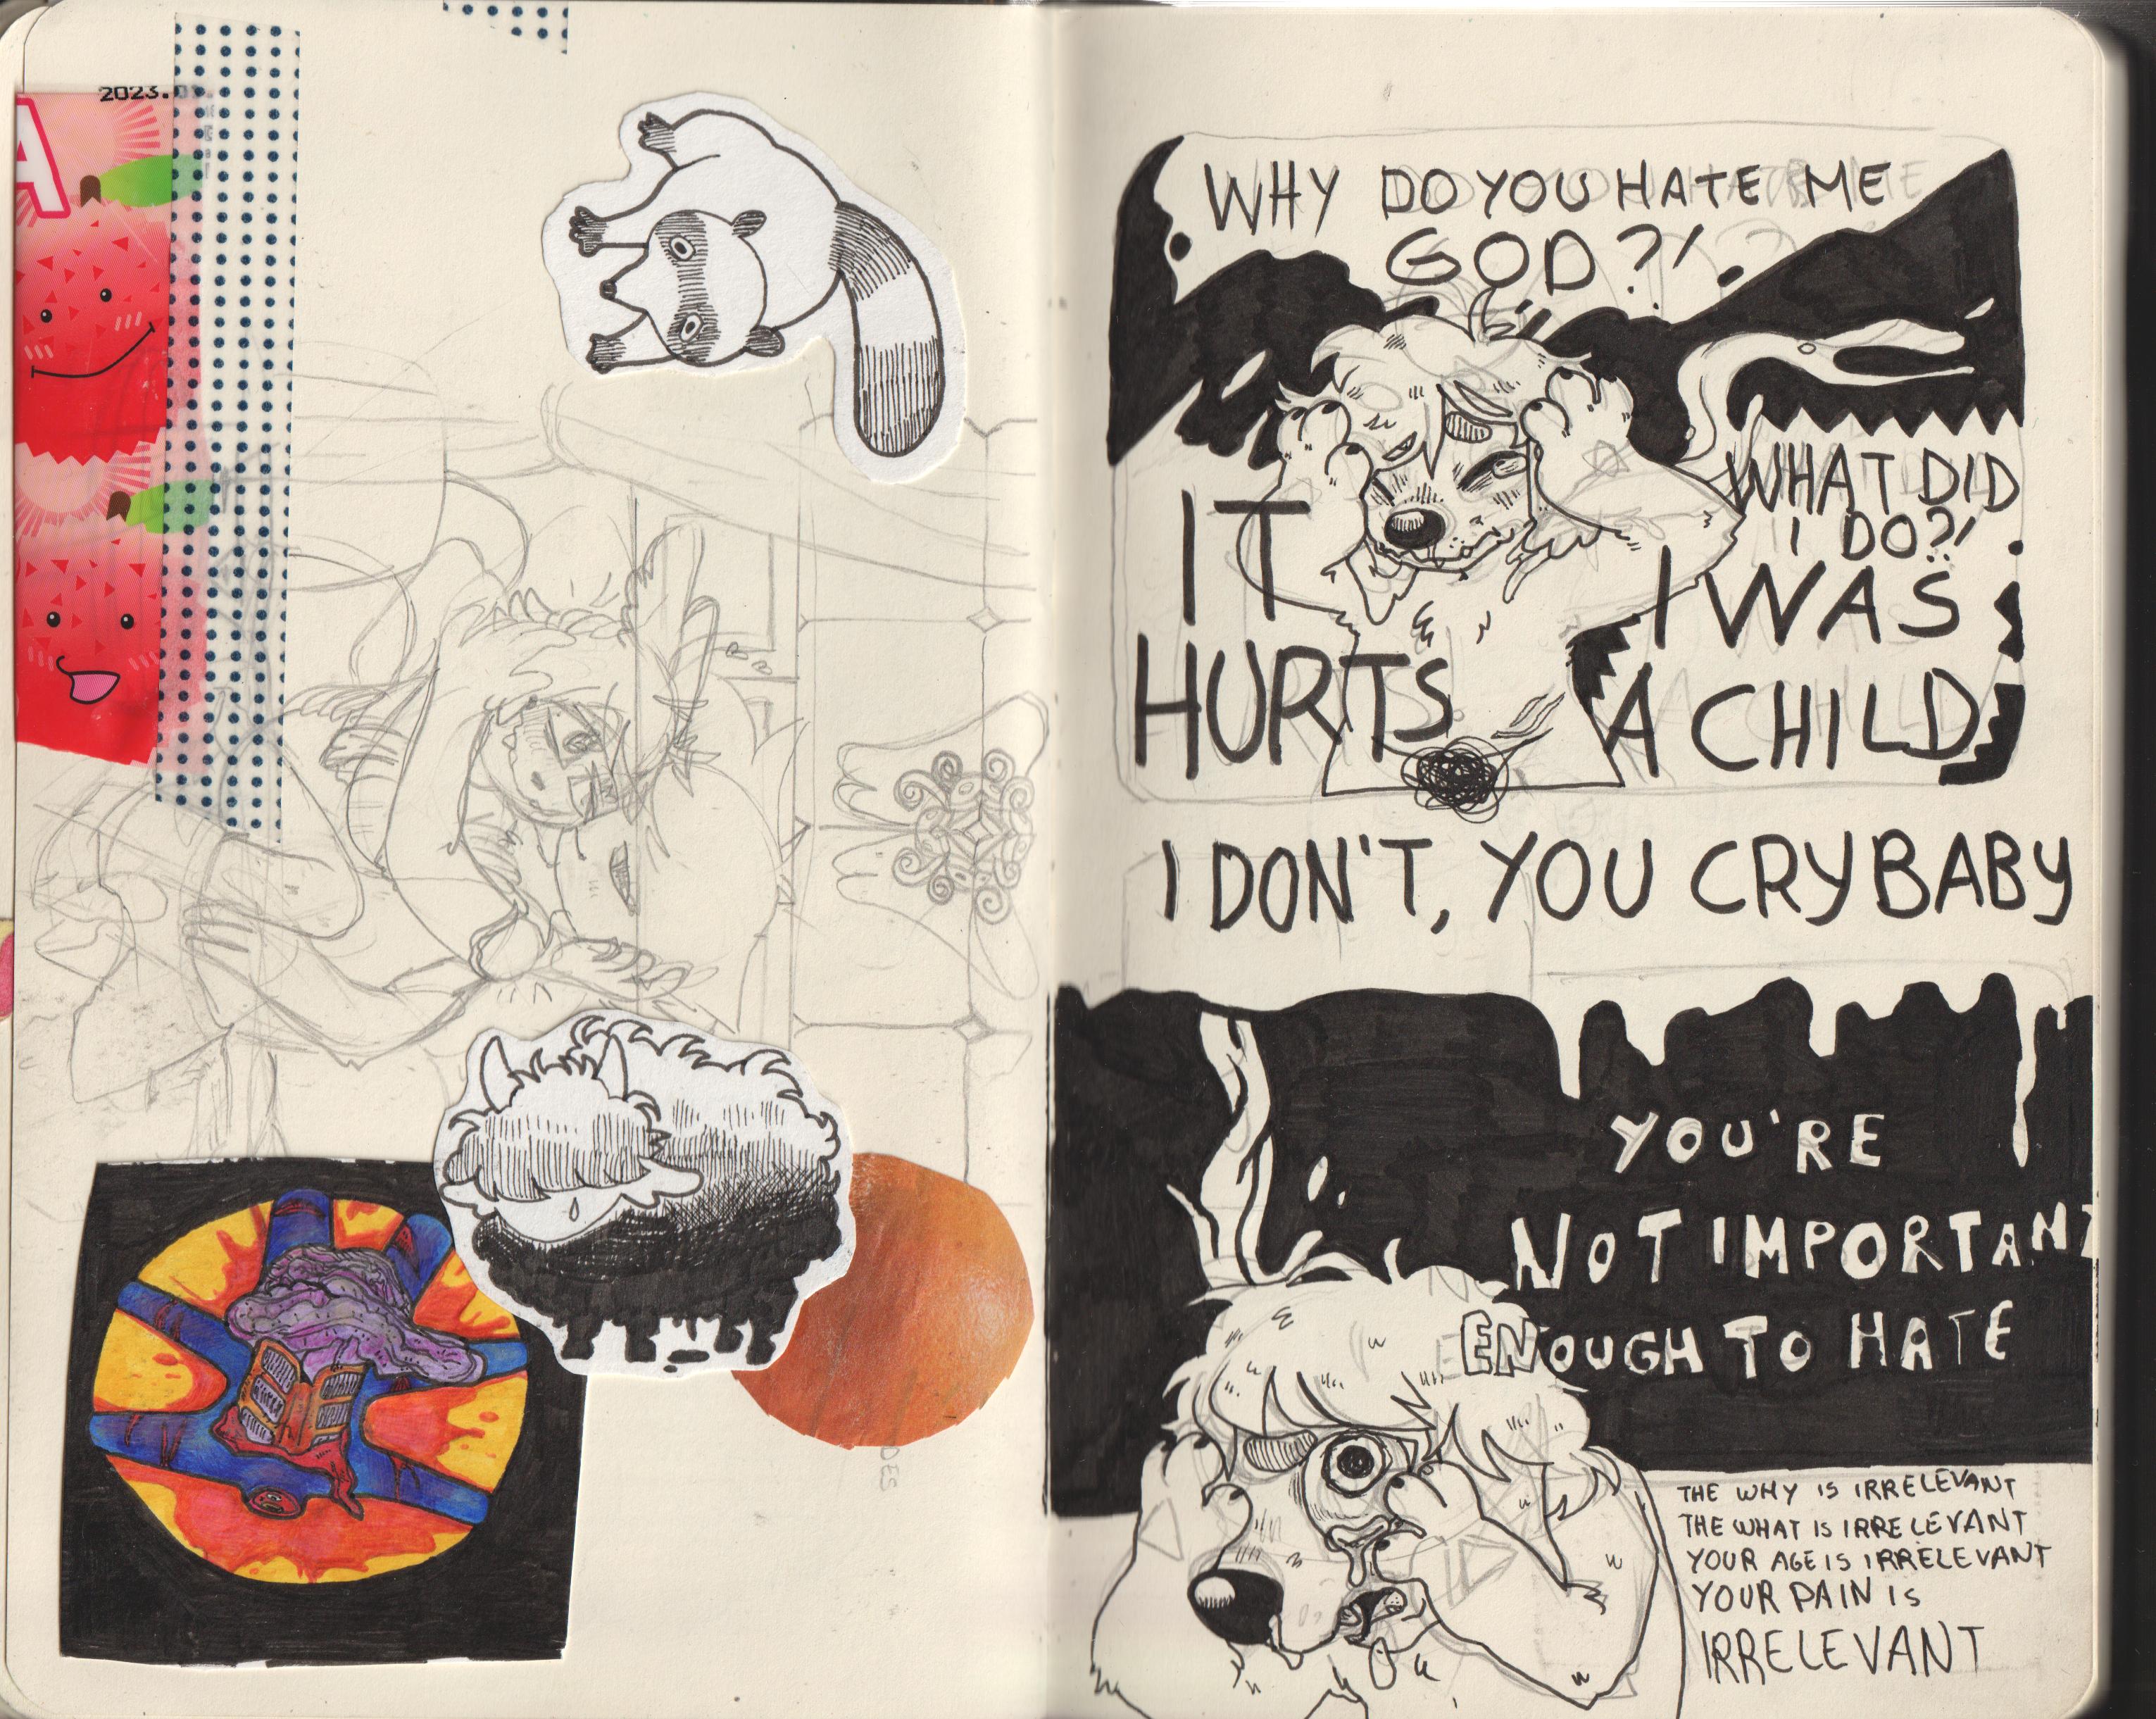 2023.0
A
WHY DO YOU HATE ME
GOD?!
IT
HURTS
WHAT DID
I DO?!
I WAS
A CHILD
I DON'T, YOU CRYBABY
YOU'RE
NOT IMPORTANT
ENOUGH TO HATE
THE WHY IS IRRELEVANT
THE WHAT IS IRRELEVANT
YOUR AGE IS IRRELEVANT
YOUR PAIN IS
IRRELEVANT